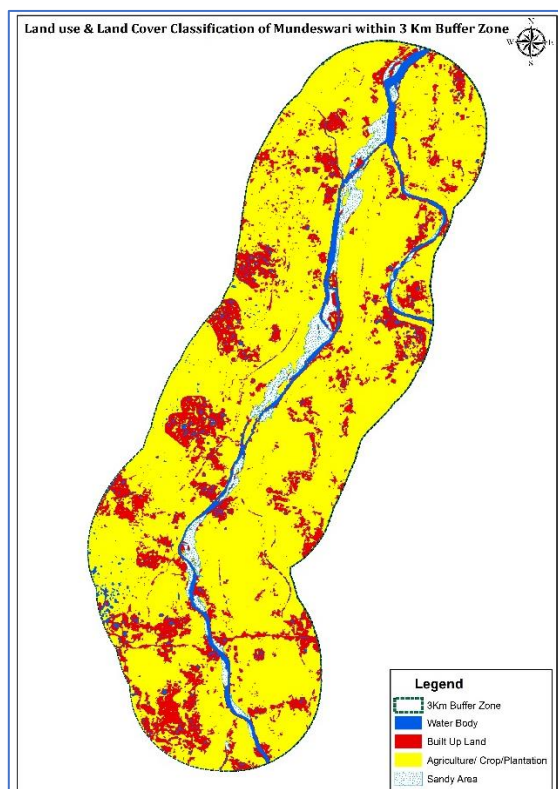 Land use & Land Cover Classification of Mundeswari within 3 Km Buffer Zone
N
W E
S
Legend
3Km Buffer Zone
Water Body
Built Up Land
Agriculture/ Crop/Plantation
Sandy Area